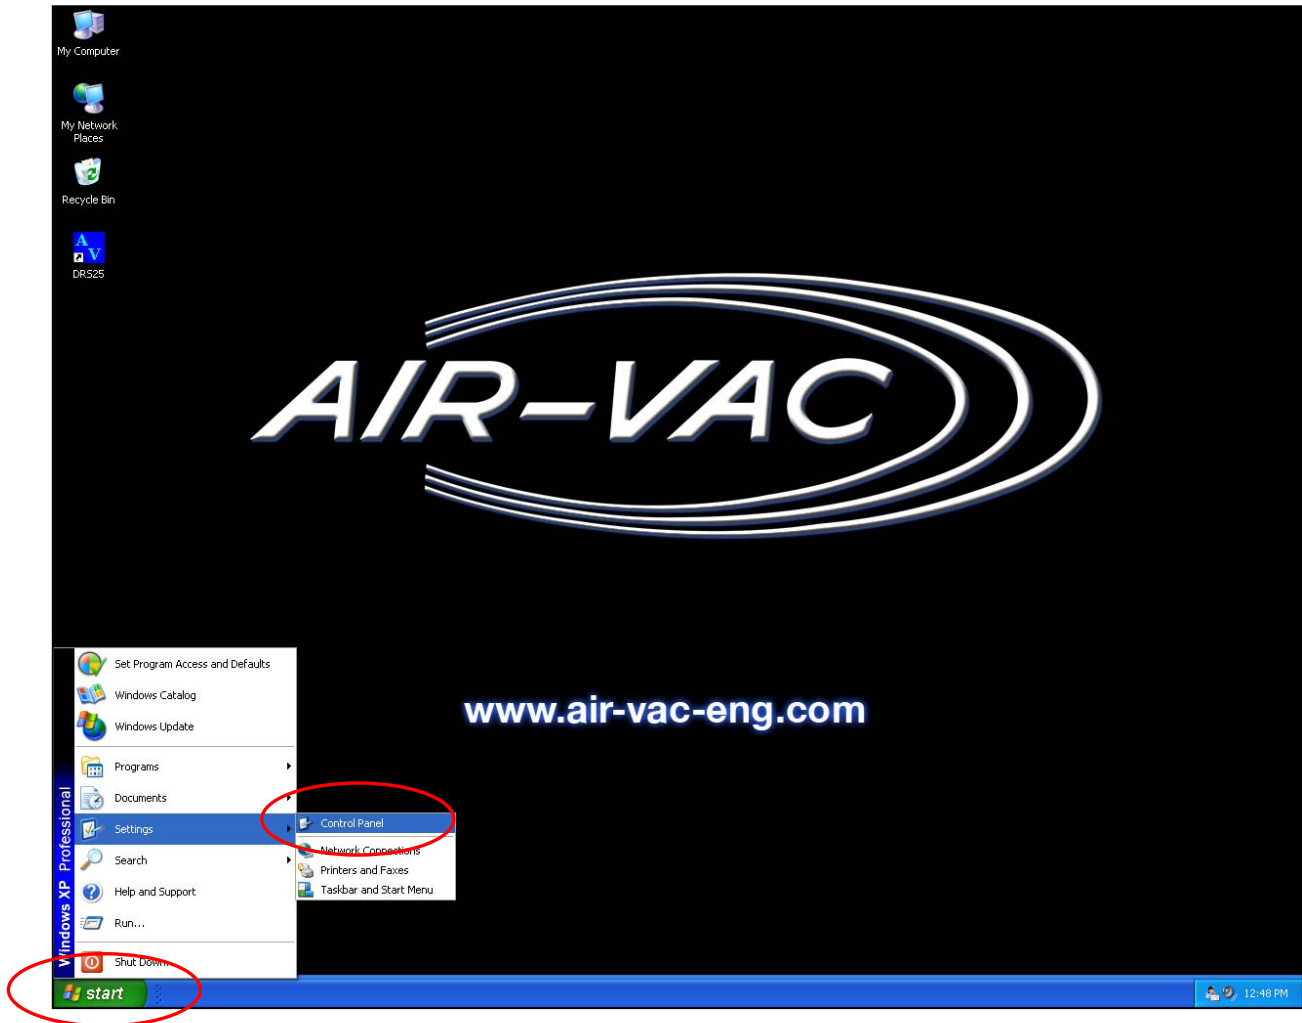 My Computer
My Network
Places
Recycle Bin
A
V
DRS25
AIR-VAC
www.air-vac-eng.com
Windows XP Professional
Set Program Access and Defaults
Windows Catalog
Windows Update
Programs
Documents
Settings
Search
Help and Support
Run...
Shut Down...
Control Panel
Network Connections
Printers and Faxes
Taskbar and Start Menu
start
12:48 PM